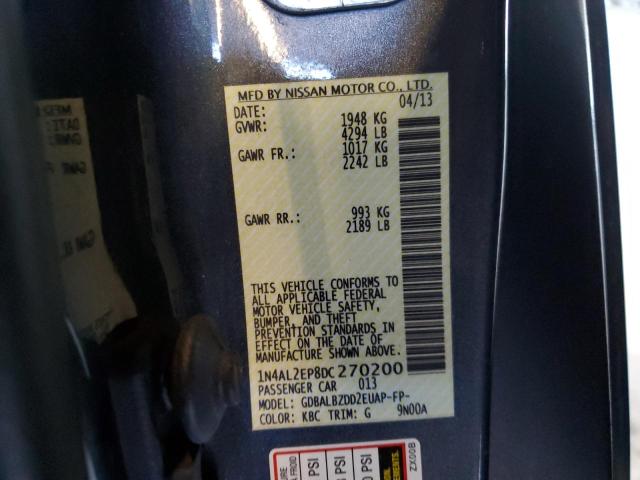 MFD BY NISSAN MOTOR CO., LTD.
DATE: 04/13
GVWR: 1948 KG
4294 LB
GAWR FR.: 1017 KG
2242 LB
GAWR RR.: 993 KG
2189 LB
THIS VEHICLE CONFORMS TO
ALL APPLICABLE FEDERAL
MOTOR VEHICLE SAFETY,
BUMPER, AND THEFT
PREVENTION STANDARDS IN
EFFECT ON THE DATE OF
MANUFACTURE SHOWN ABOVE.
1N4AL2EP8DC270200
PASSENGER CAR 013
MODEL: GDBALBZDD2EUAP-FP-
COLOR: KBC TRIM: G 9N00A
PSI
PSI
PSI
ZX00B